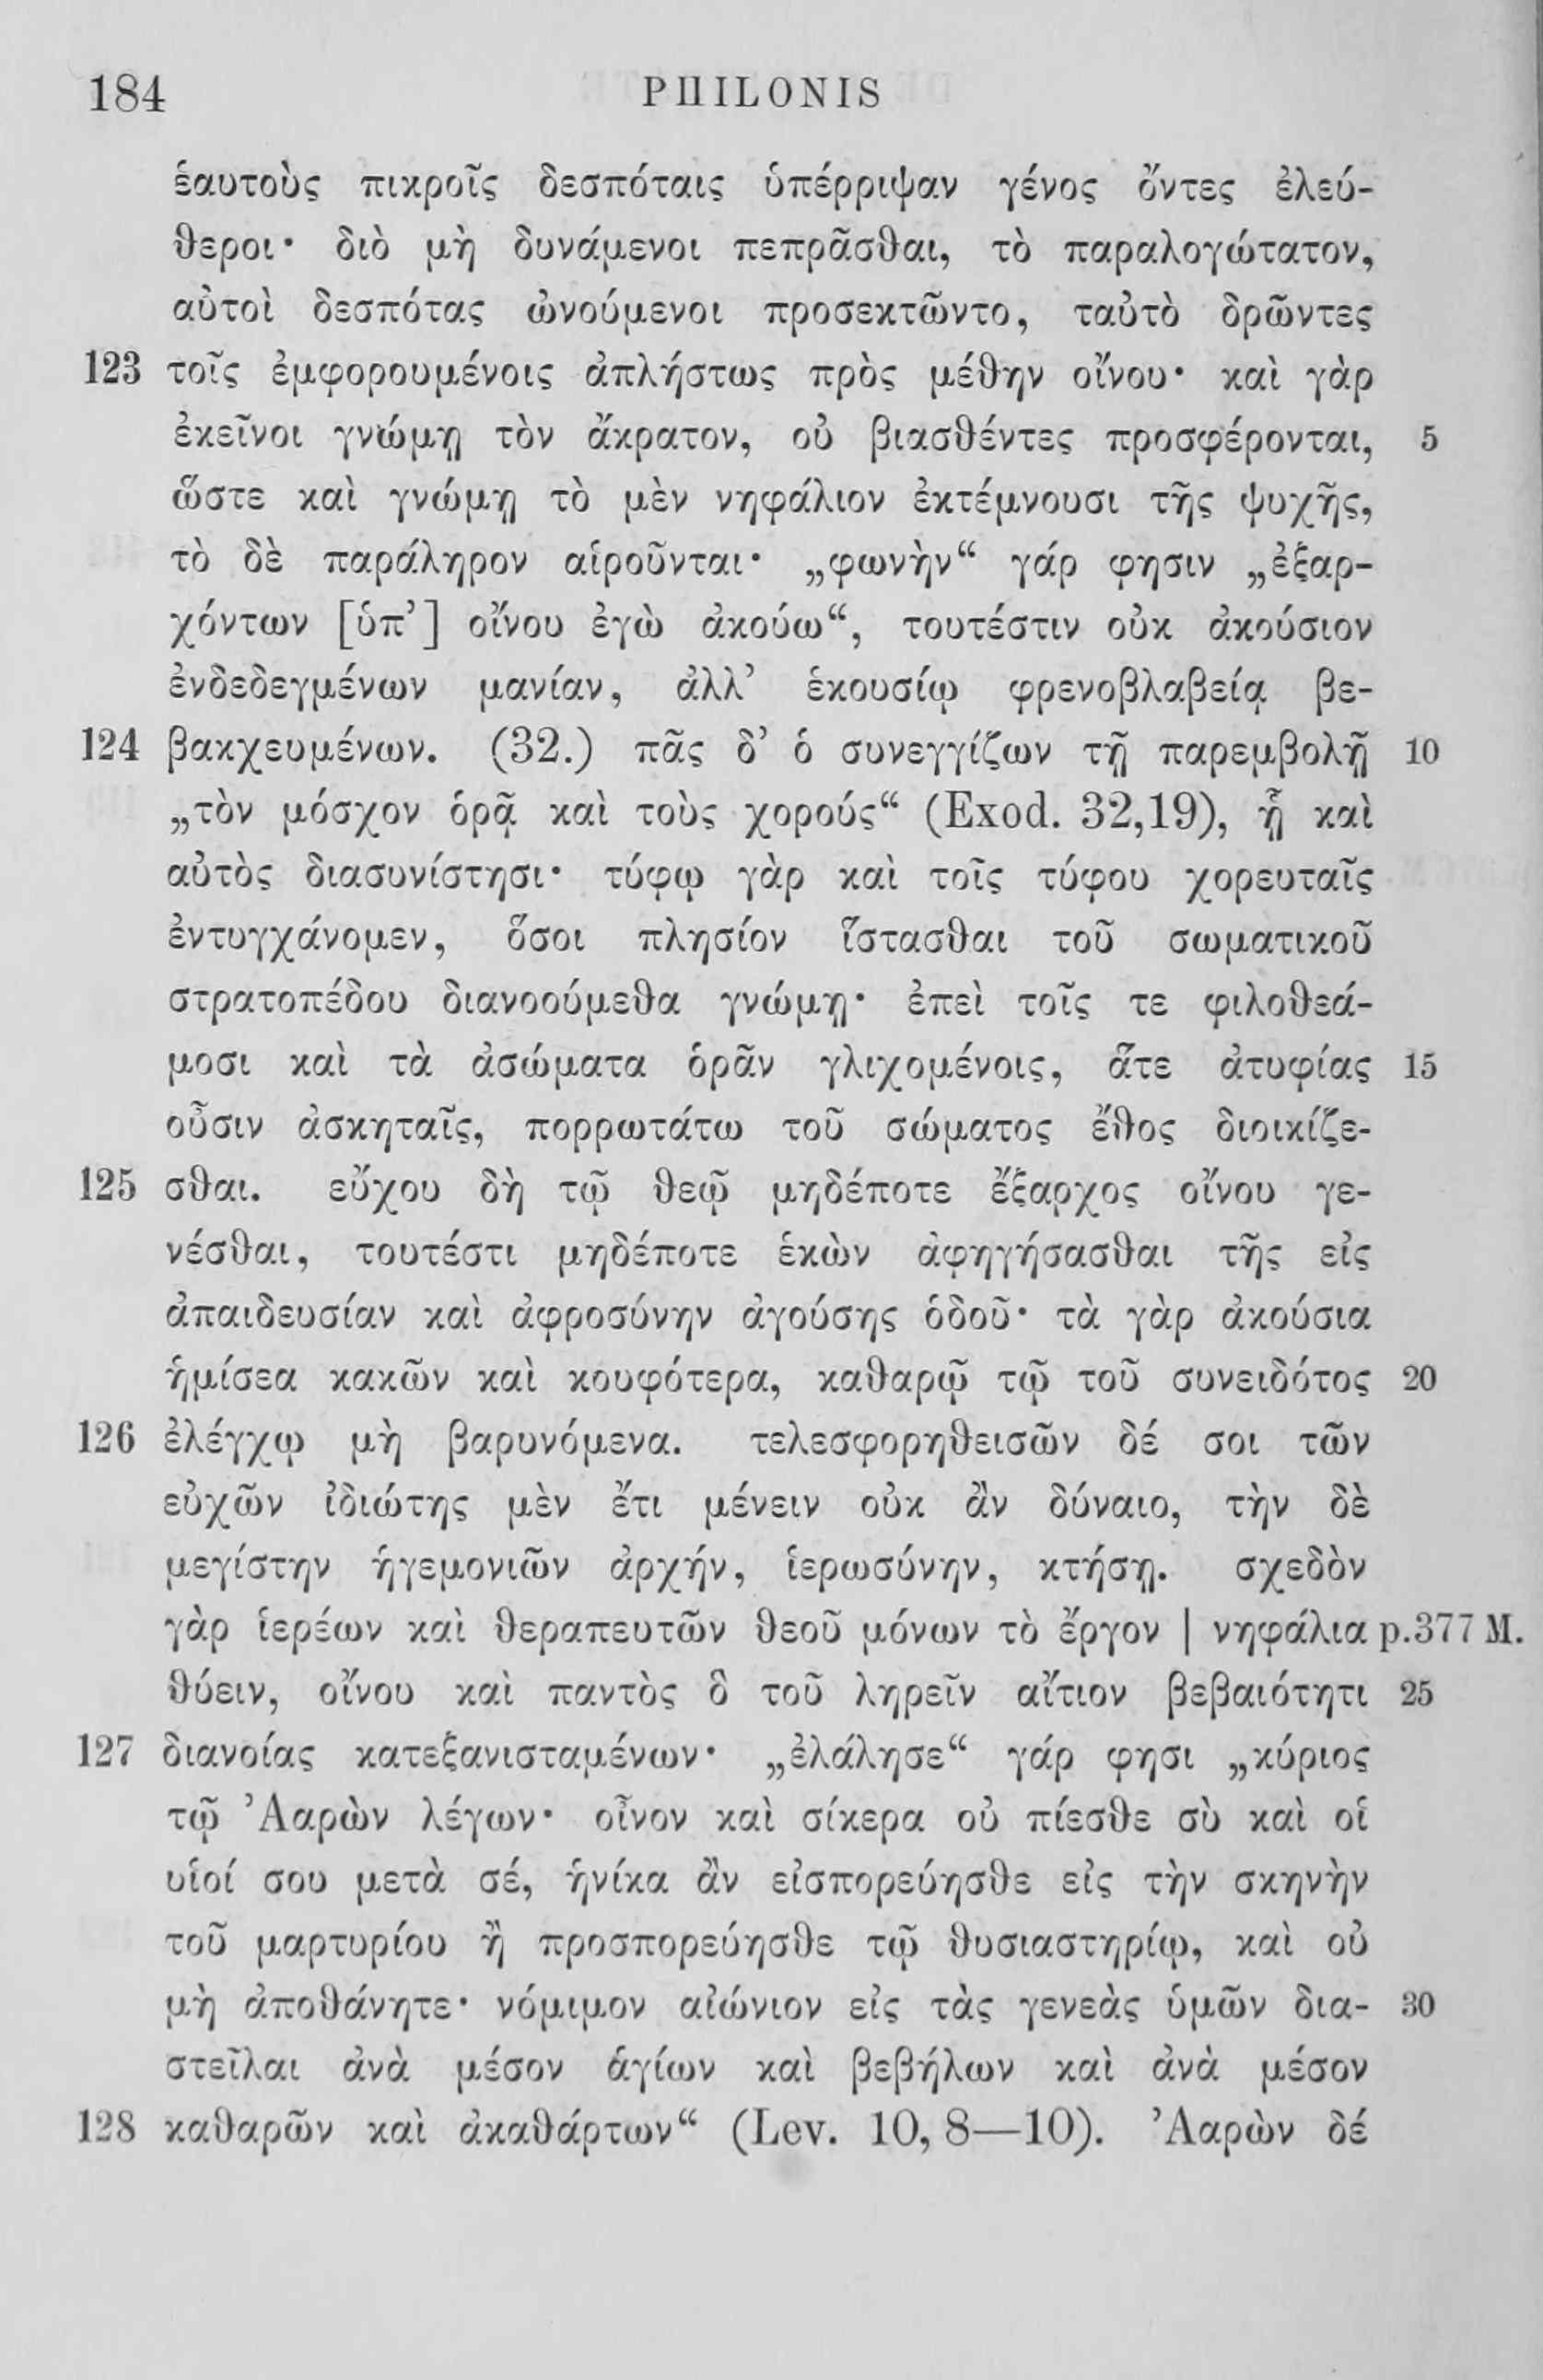 184 PHILONIS
ἑαυτοὺς πικροῖς δεσπόταις ὑπέρριψαν γένος ὄντες ἐλεύ-
θεροι· διὸ μὴ δυνάμενοι πεπρᾶσθαι, τὸ παραλογώτατον,
αὐτοὶ δεσπότας ὠνούμενοι προσεκτῶντο, ταὐτὸ δρῶντες
123 τοῖς ἐμφορουμένοις ἀπλήστως πρὸς μέθην οἴνου· καὶ γὰρ
ἐκεῖνοι γνώμῃ τὸν ἄκρατον, οὐ βιασθέντες προσφέρονται, 5
ὥστε καὶ γνώμῃ τὸ μὲν νηφάλιον ἐκτέμνουσι τῆς ψυχῆς,
τὸ δὲ παράληρον αἱροῦνται· „φωνὴν“ γάρ φησιν „ἐξαρ-
χόντων [ὑπ’] οἴνου ἐγὼ ἀκούω“, τουτέστιν οὐκ ἀκούσιον
ἐνδεδεγμένων μανίαν, ἀλλ’ ἑκουσίῳ φρενοβλαβείᾳ βε-
124 βακχευμένων. (32.) πᾶς δ’ ὁ συνεγγίζων τῇ παρεμβολῇ 10
„τὸν μόσχον ὁρᾷ καὶ τοὺς χορούς“ (Exod. 32,19), ᾗ καὶ
αὐτὸς διασυνίστησι· τύφῳ γὰρ καὶ τοῖς τύφου χορευταῖς
ἐντυγχάνομεν, ὅσοι πλησίον ἵστασθαι τοῦ σωματικοῦ
στρατοπέδου διανοούμεθα γνώμῃ· ἐπεὶ τοῖς τε φιλοθεά-
μοσι καὶ τὰ ἀσώματα ὁρᾶν γλιχομένοις, ἅτε ἀτυφίας 15
οὖσιν ἀσκηταῖς, πορρωτάτω τοῦ σώματος ἔθος διοικίζε-
125 σθαι. εὔχου δὴ τῷ θεῷ μηδέποτε ἔξαρχος οἴνου γε-
νέσθαι, τουτέστι μηδέποτε ἑκὼν ἀφηγήσασθαι τῆς εἰς
ἀπαιδευσίαν καὶ ἀφροσύνην ἀγούσης ὁδοῦ· τὰ γὰρ ἀκούσια
ἡμίσεα κακῶν καὶ κουφότερα, καθαρῷ τῷ τοῦ συνειδότος 20
126 ἐλέγχῳ μὴ βαρυνόμενα. τελεσφορηθεισῶν δέ σοι τῶν
εὐχῶν ἰδιώτης μὲν ἔτι μένειν οὐκ ἂν δύναιο, τὴν δὲ
μεγίστην ἡγεμονιῶν ἀρχήν, ἱερωσύνην, κτήσῃ. σχεδὸν
γὰρ ἱερέων καὶ θεραπευτῶν θεοῦ μόνων τὸ ἔργον | νηφάλια p.377 M.
θύειν, οἴνου καὶ παντὸς ὃ τοῦ ληρεῖν αἴτιον βεβαιότητι 25
127 διανοίας κατεξανισταμένων· „ἐλάλησε“ γάρ φησι „κύριος
τῷ Ἀαρὼν λέγων· οἶνον καὶ σίκερα οὐ πίεσθε σὺ καὶ οἱ
υἱοί σου μετὰ σέ, ἡνίκα ἂν εἰσπορεύησθε εἰς τὴν σκηνὴν
τοῦ μαρτυρίου ἢ προσπορεύησθε τῷ θυσιαστηρίῳ, καὶ οὐ
μὴ ἀποθάνητε· νόμιμον αἰώνιον εἰς τὰς γενεὰς ὑμῶν δια- 30
στεῖλαι ἀνὰ μέσον ἁγίων καὶ βεβήλων καὶ ἀνὰ μέσον
128 καθαρῶν καὶ ἀκαθάρτων“ (Lev. 10, 8—10). Ἀαρὼν δέ